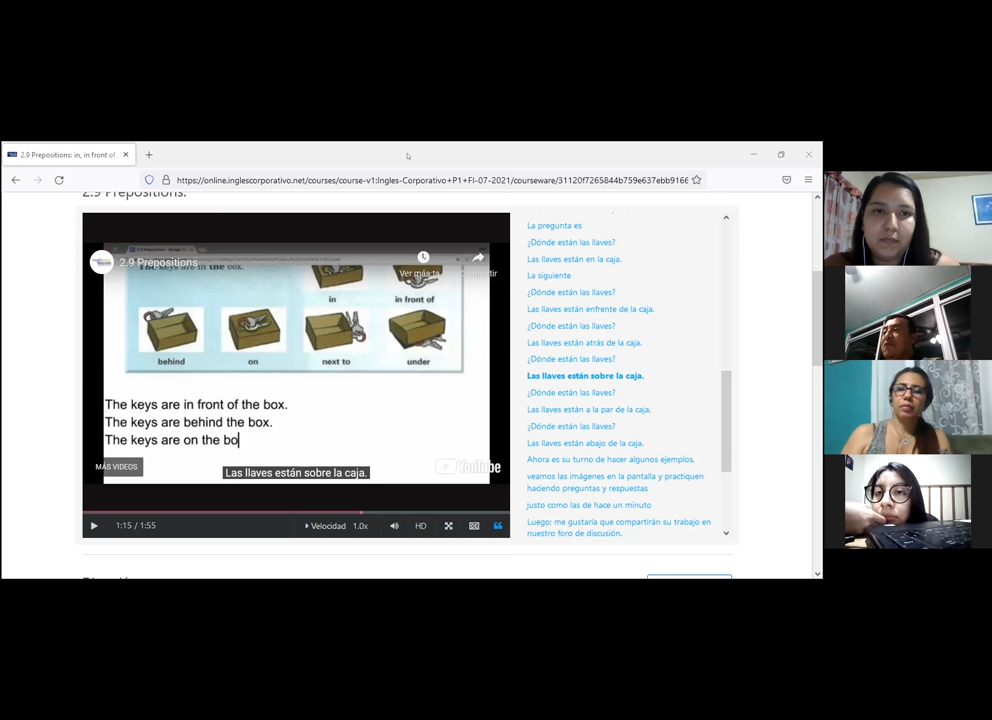 2.9 Prepositions: in, in front of
https://online.inglescorporativo.net/courses/course-v1:Ingles-Corporativo+P1+FI-07-2021/courseware/31120f7265844b759e637ebb9166
2.9 Prepositions:
2.9 Prepositions
The keys are in the box.
Ver más ta
in
in front of
behind
on
next to
under
The keys are in front of the box.
The keys are behind the box.
The keys are on the bo
MÁS VIDEOS
Las llaves están sobre la caja.
YouTube
1:15 / 1:55
Velocidad 1.0x
HD
La pregunta es
¿Dónde están las llaves?
Las llaves están en la caja.
La siguiente
¿Dónde están las llaves?
Las llaves están enfrente de la caja.
¿Dónde están las llaves?
Las llaves están atrás de la caja.
¿Dónde están las llaves?
Las llaves están sobre la caja.
¿Dónde están las llaves?
Las llaves están a la par de la caja.
¿Dónde están las llaves?
Las llaves están abajo de la caja.
Ahora es su turno de hacer algunos ejemplos,
veamos las imágenes en la pantalla y practiquen
haciendo preguntas y respuestas
justo como las de hace un minuto
Luego; me gustaría que compartirán su trabajo en
nuestro foro de discusión.